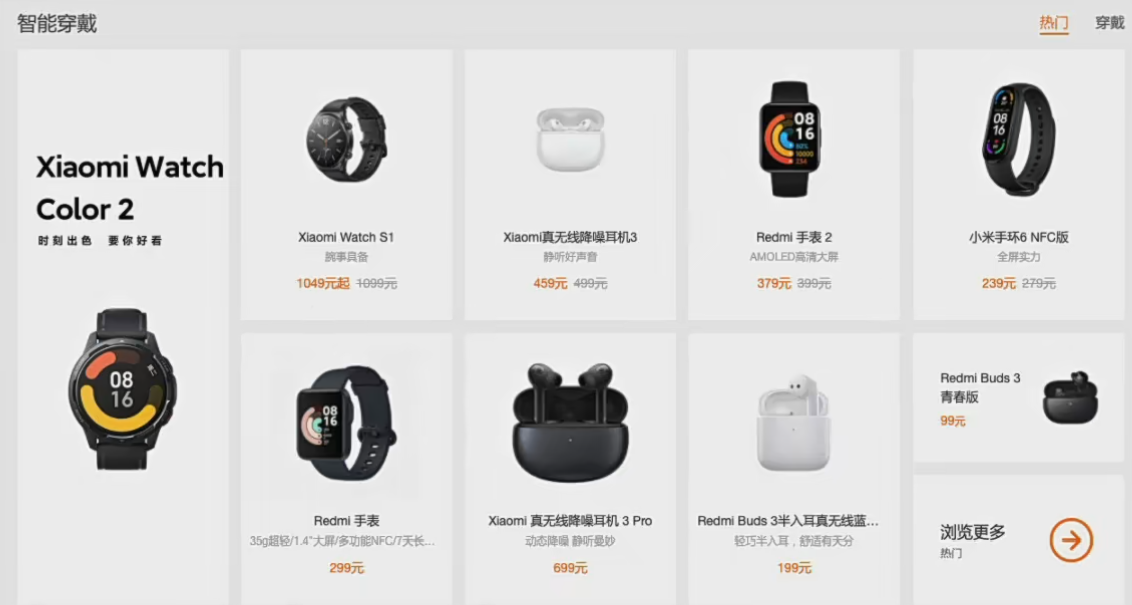 智能穿戴
热门 穿戴
Xiaomi Watch
Color 2
时刻出色 要你好看
08
16
Xiaomi Watch S1
腕事具备
1049元起 1099元
Xiaomi真无线降噪耳机3
静听好声音
459元 499元
08
16
Redmi 手表 2
AMOLED高清大屏
379元 399元
08
16
小米手环6 NFC版
全屏实力
239元 279元
08
16
Redmi 手表
35g超轻/1.4"大屏/多功能NFC/7天长...
299元
Xiaomi 真无线降噪耳机 3 Pro
动态降噪 静听曼妙
699元
Redmi Buds 3半入耳真无线蓝...
轻巧半入耳，舒适有天分
199元
Redmi Buds 3
青春版
99元
浏览更多
热门